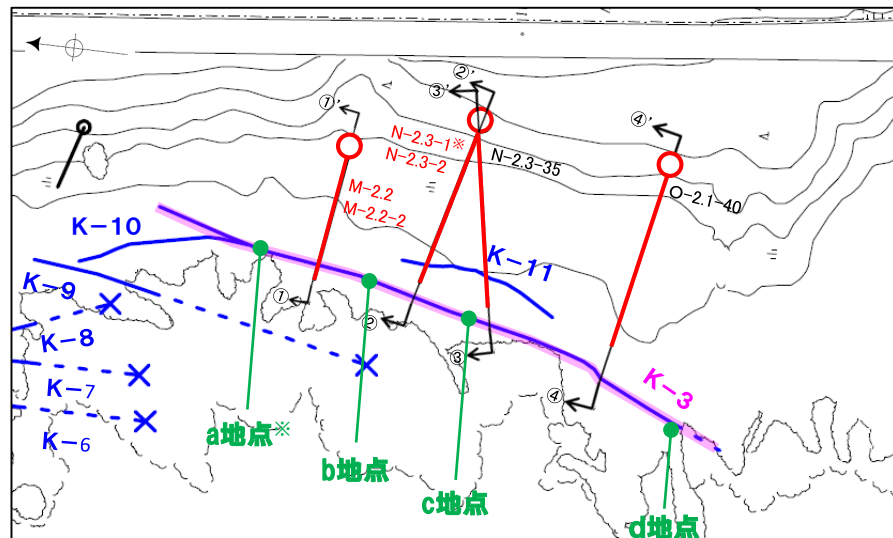 ②’
③’
①’
④’
N-2.3-1※
N-2.3-2
N-2.3-35
M-2.2
M-2.2-2
O-2.1-40
K-10
K-11
K-9
①
②
K-8
③
K-7
K-3
④
K-6
a地点※
b地点
c地点
d地点